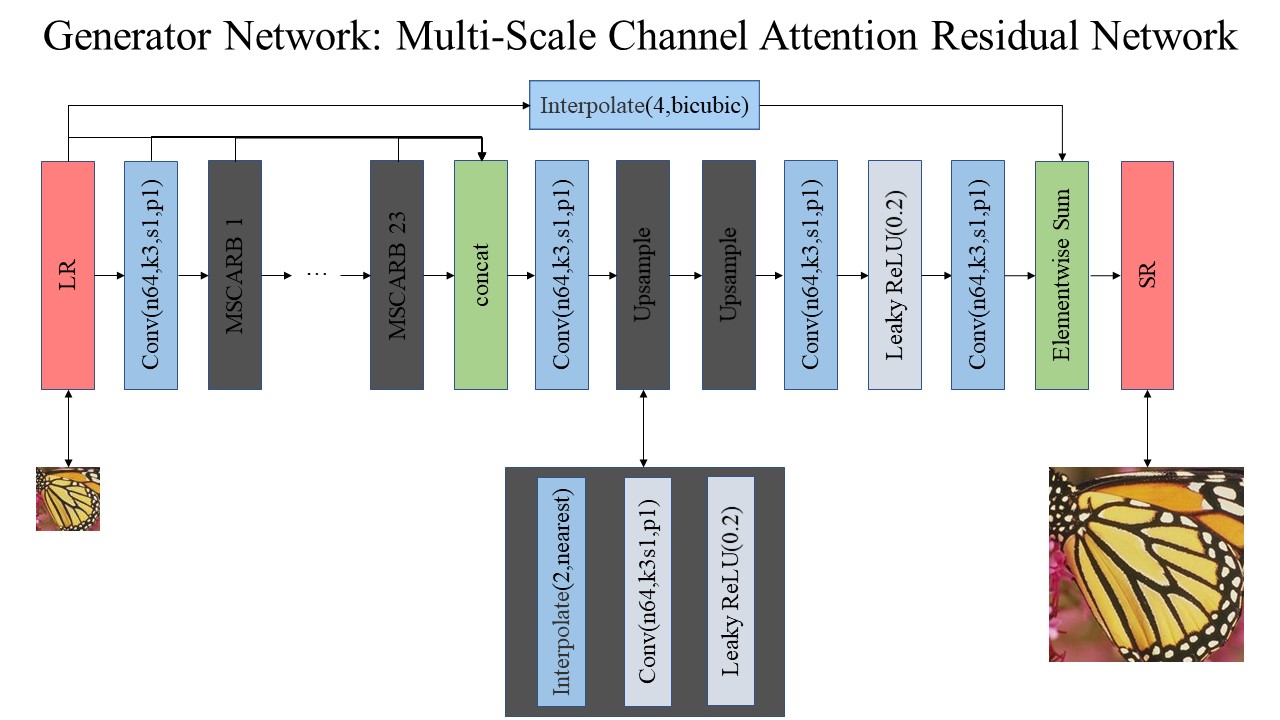 Generator Network: Multi-Scale Channel Attention Residual Network
Interpolate(4,bicubic)
LR
Conv(n64,k3,s1,p1)
MSCARB 1
...
MSCARB 23
concat
Conv(n64,k3,s1,p1)
Upsample
Upsample
Conv(n64,k3,s1,p1)
Leaky ReLU(0.2)
Conv(n64,k3,s1,p1)
Elementwise Sum
SR
Interpolate(2,nearest)
Conv(n64,k3s1,p1)
Leaky ReLU(0.2)